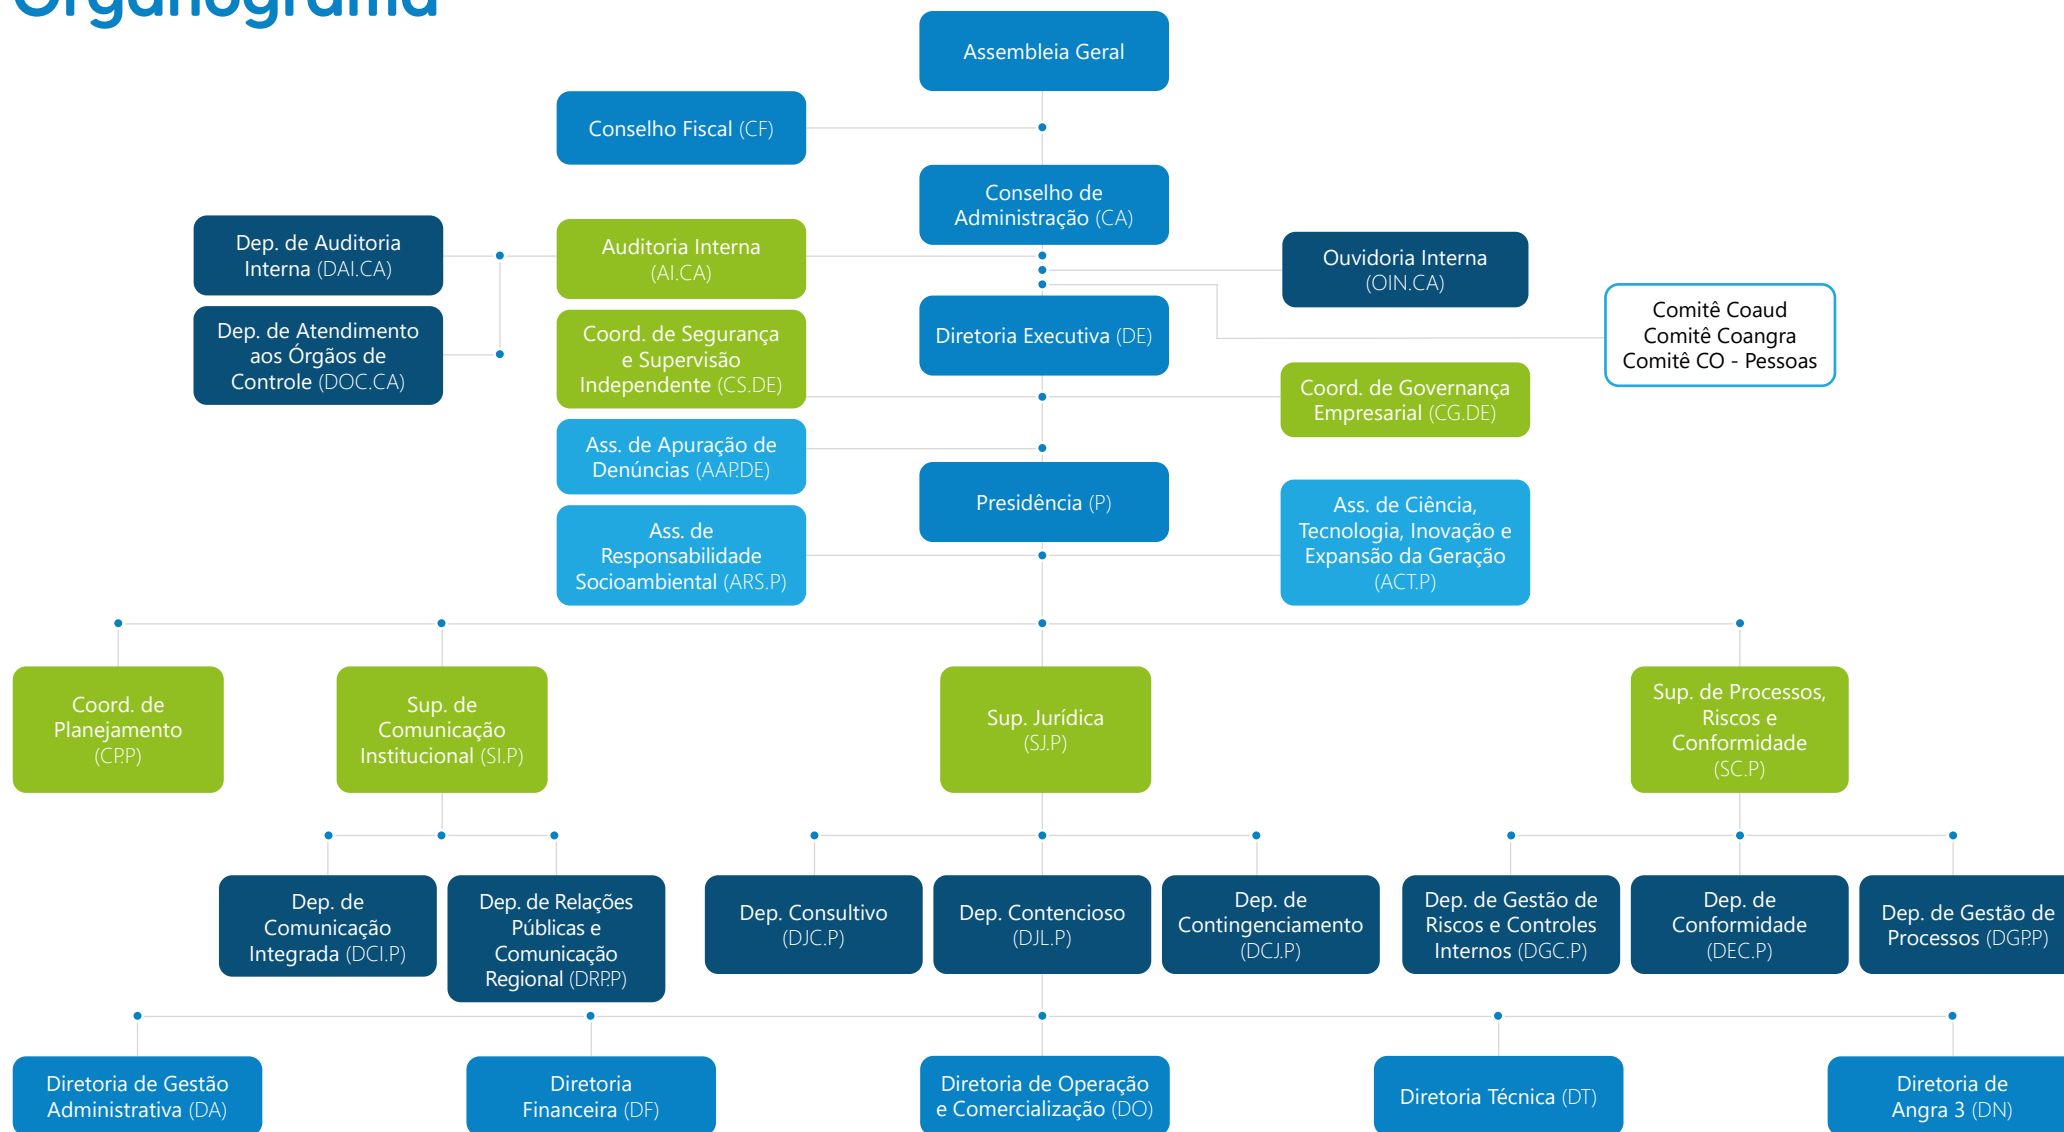 Organograma
Assembleia Geral
Conselho Fiscal (CF)
Conselho de
Administração (CA)
Dep. de Auditoria
Interna (DAI.CA)
Auditoria Interna
(AI.CA)
Ouvidoria Interna
(OIN.CA)
Comitê Coaud
Comitê Coangra
Comitê CO - Pessoas
Dep. de Atendimento
aos Órgãos de
Controle (DOC.CA)
Coord. de Segurança
e Supervisão
Independente (CS.DE)
Diretoria Executiva (DE)
Coord. de Governança
Empresarial (CG.DE)
Ass. de Apuração de
Denúncias (AAP.DE)
Presidência (P)
Ass. de
Responsabilidade
Socioambiental (ARS.P)
Ass. de Ciência,
Tecnologia, Inovação e
Expansão da Geração
(ACT.P)
Coord. de
Planejamento
(CP.P)
Sup. de
Comunicação
Institucional (SI.P)
Sup. Jurídica
(SJ.P)
Sup. de Processos,
Riscos e
Conformidade
(SC.P)
Dep. de
Comunicação
Integrada (DCI.P)
Dep. de Relações
Públicas e
Comunicação
Regional (DRP.P)
Dep. Consultivo
(DJC.P)
Dep. Contencioso
(DJL.P)
Dep. de
Contingenciamento
(DCJ.P)
Dep. de Gestão de
Riscos e Controles
Internos (DGC.P)
Dep. de
Conformidade
(DEC.P)
Dep. de Gestão de
Processos (DGP.P)
Diretoria de Gestão
Administrativa (DA)
Diretoria
Financeira (DF)
Diretoria de Operação
e Comercialização (DO)
Diretoria Técnica (DT)
Diretoria de
Angra 3 (DN)